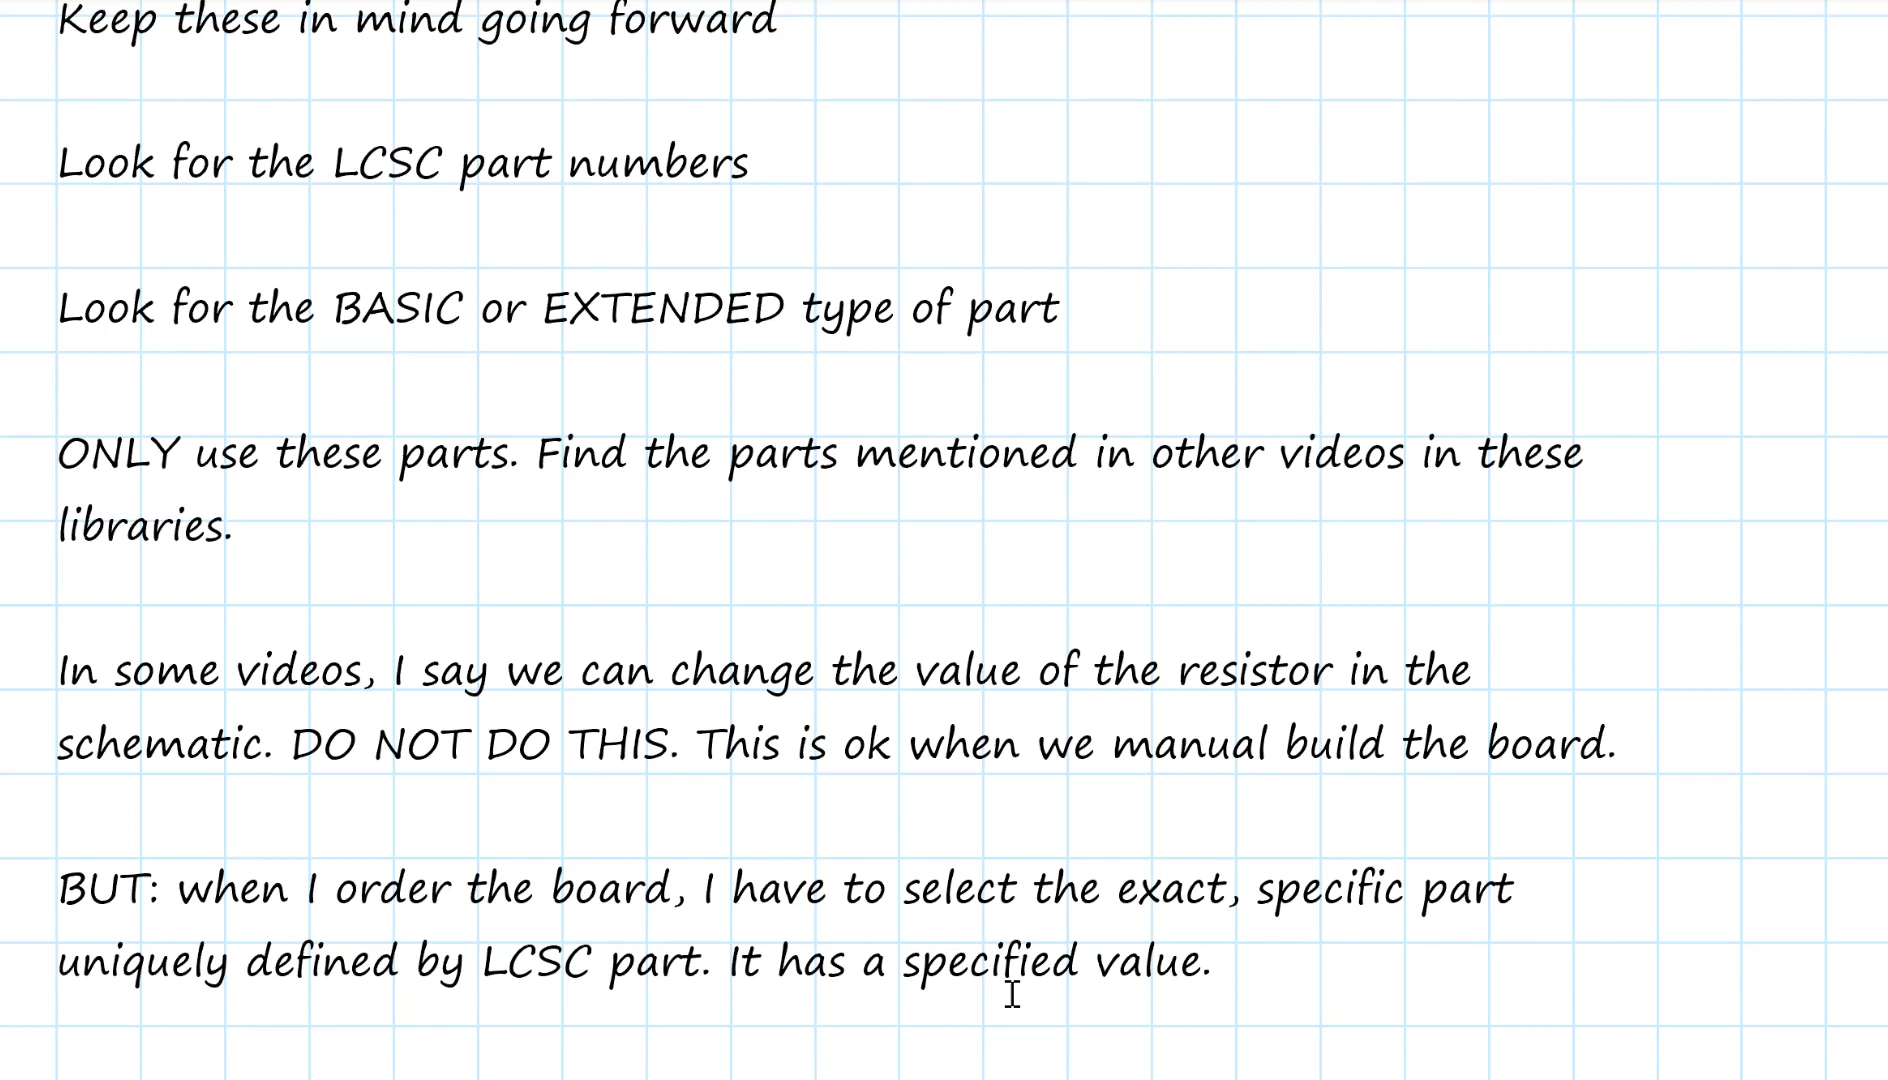 Keep these in mind going forward
Look for the LCSC part numbers
Look for the BASIC or EXTENDED type of part
ONLY use these parts. Find the parts mentioned in other videos in these
libraries.
In some videos, I say we can change the value of the resistor in the
schematic. DO NOT DO THIS. This is ok when we manual build the board.
BUT: when I order the board, I have to select the exact, specific part
uniquely defined by LCSC part. It has a specified value.